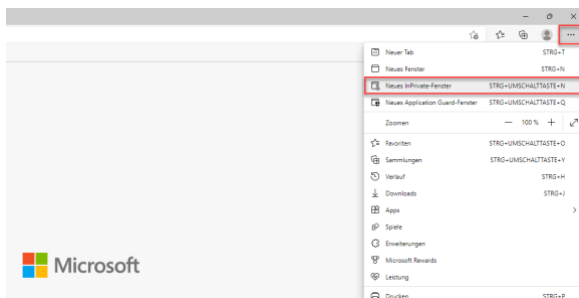 Neuer Tab STRG+T
Neues Fenster STRG+N
Neues InPrivate-Fenster STRG+UMSCHALTTASTE+N
Neues Application Guard-Fenster STRG+UMSCHALTTASTE+Q
Zoomen — 100 % +
Favoriten STRG+UMSCHALTTASTE+O
Sammlungen STRG+UMSCHALTTASTE+Y
Verlauf STRG+H
Downloads STRG+J
Apps
Spiele
Erweiterungen
Microsoft Rewards
Leistung
Drucken STRG+P
Microsoft